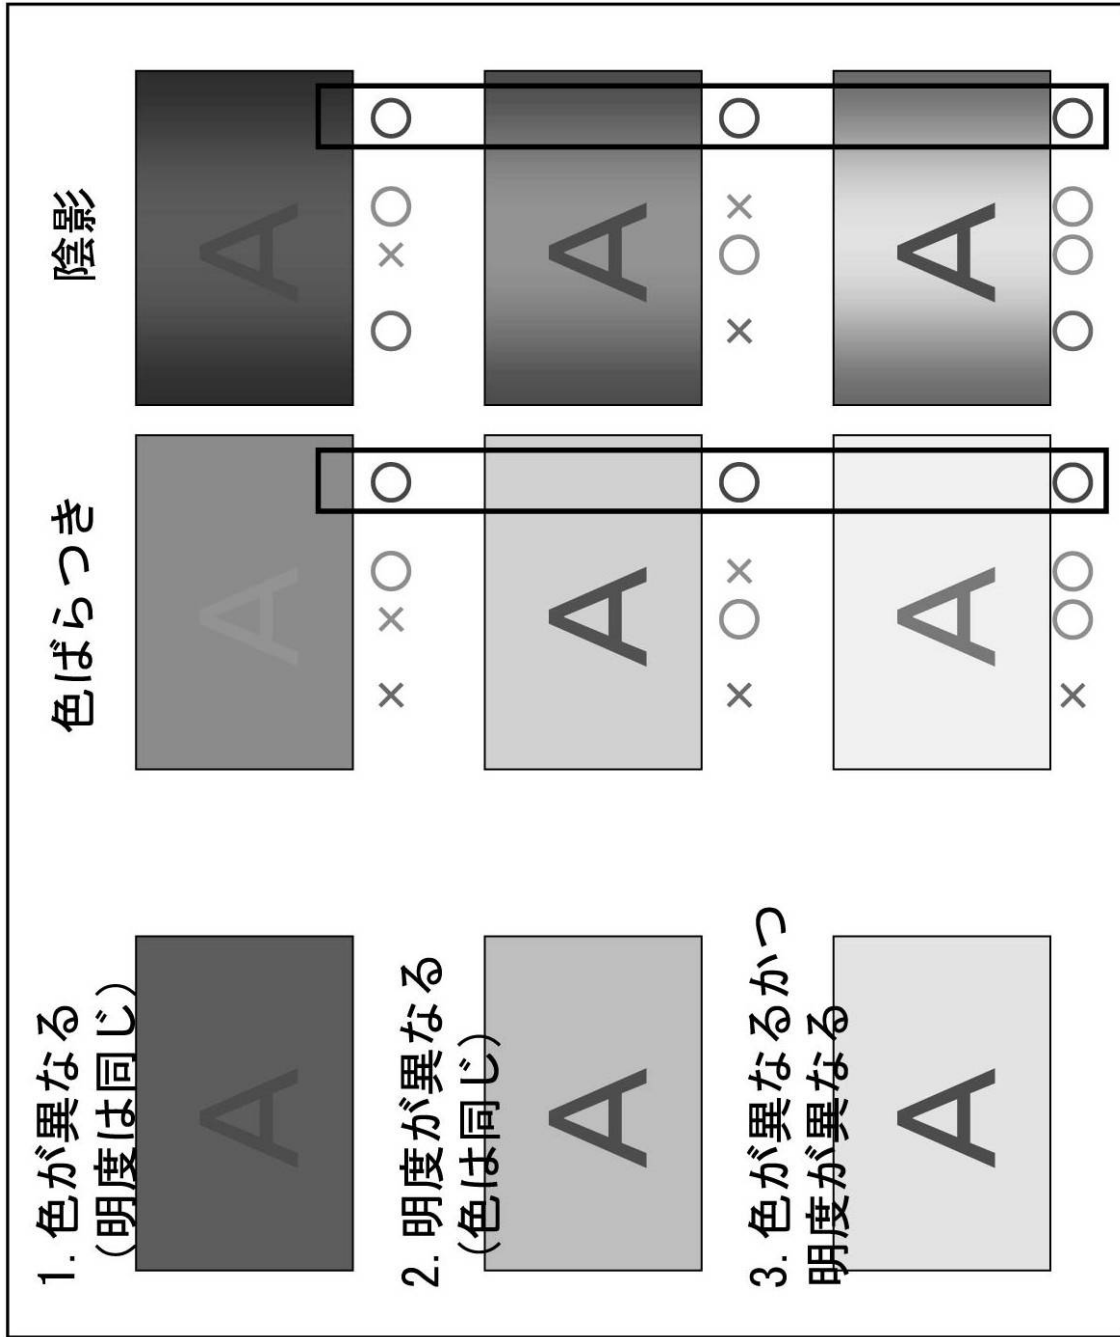 1. 色が異なる
(明度は同じ)
色ばらつき
陰影
A
A
A
× × ○ ○
○ × ○ ○
2. 明度が異なる
(色は同じ)
A
A
A
× ○ × ○
× ○ × ○
3. 色が異なるかつ
明度が異なる
A
A
A
× ○ ○ ○
○ ○ ○ ○